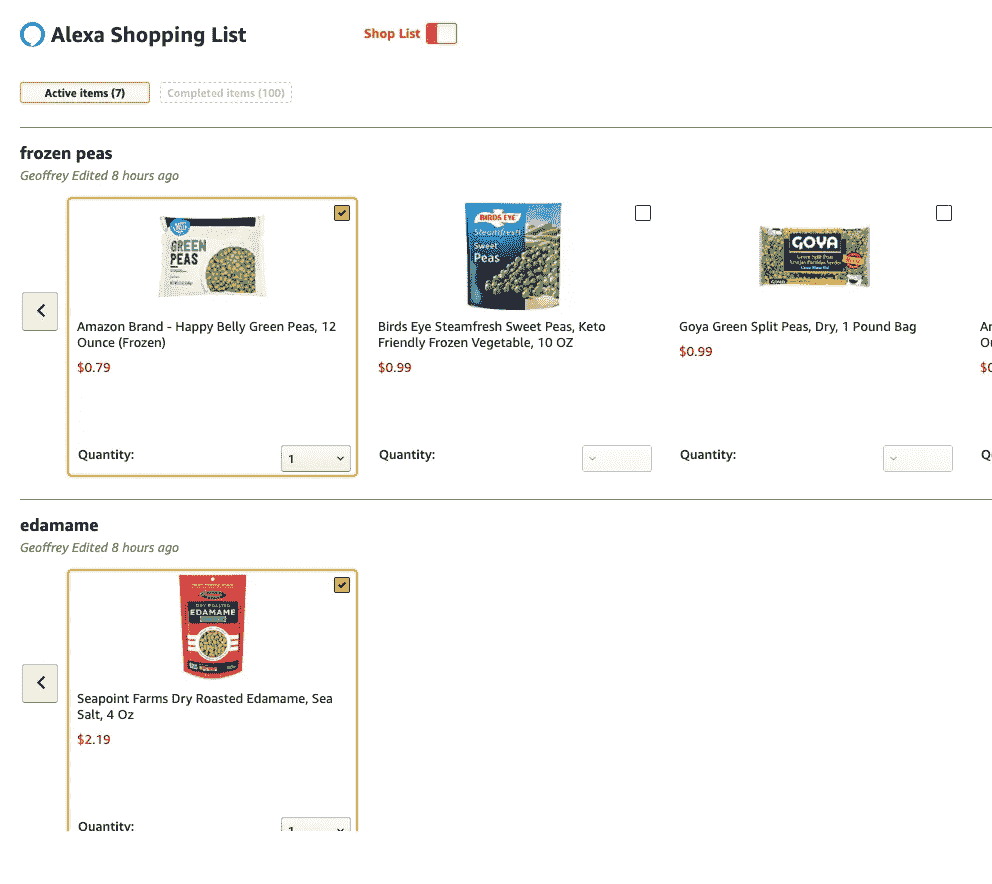 Alexa Shopping List
Shop List
Active items (7)
Completed items (100)
frozen peas
Geoffrey Edited 8 hours ago
GREEN
PEAS
BIRDS EYE
Steamfresh
Sweet
Peas
GOYA
Green Split Peas
Amazon Brand - Happy Belly Green Peas, 12
Ounce (Frozen)
$0.79
Quantity:
1
Birds Eye Steamfresh Sweet Peas, Keto
Friendly Frozen Vegetable, 10 OZ
$0.99
Quantity:
Goya Green Split Peas, Dry, 1 Pound Bag
$0.99
Quantity:
edamame
Geoffrey Edited 8 hours ago
DRY ROASTED
EDAMAME
Seapoint Farms Dry Roasted Edamame, Sea
Salt, 4 Oz
$2.19
Quantity:
1